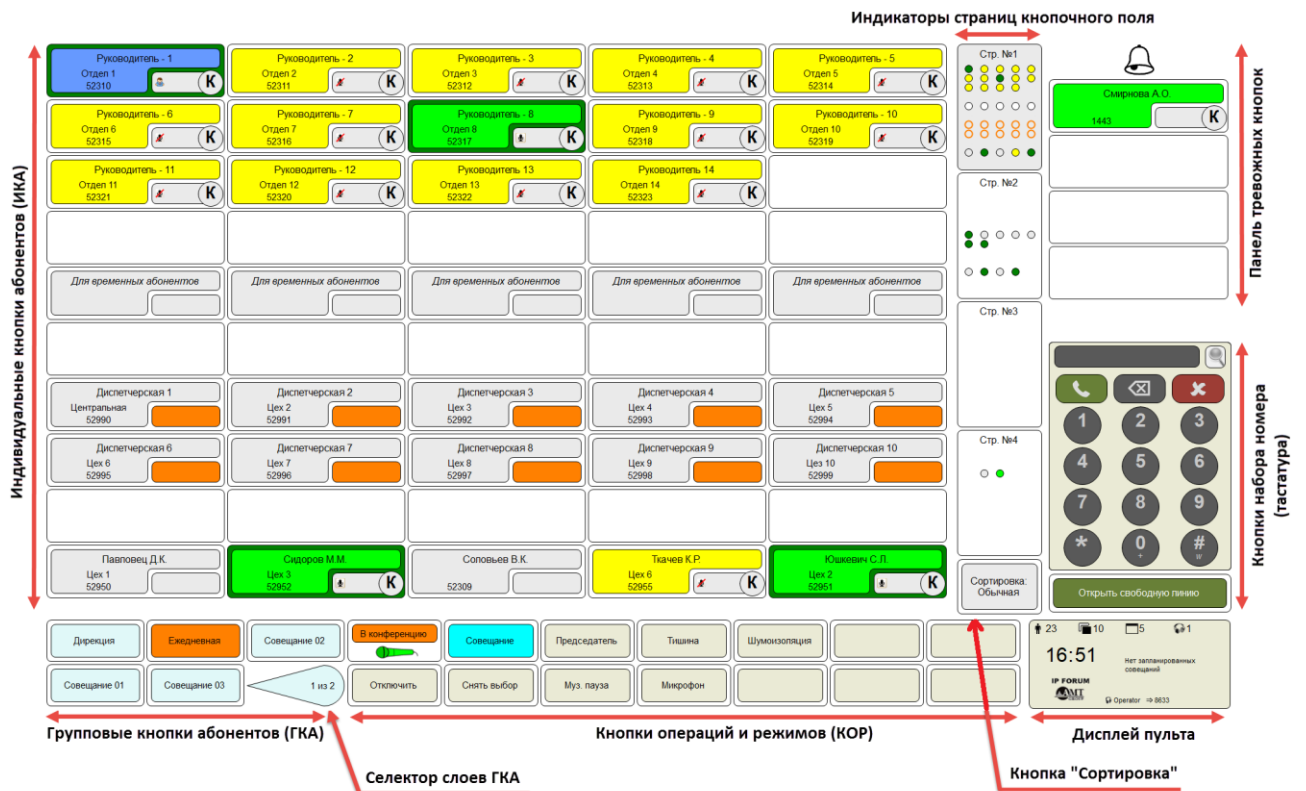 Индикаторы страниц кнопочного поля
Индивидуальные кнопки абонентов (ИКА)
Руководитель - 1
Отдел 1
52310
К
Руководитель - 2
Отдел 2
52311
К
Руководитель - 3
Отдел 3
52312
К
Руководитель - 4
Отдел 4
52313
К
Руководитель - 5
Отдел 5
52314
К
Руководитель - 6
Отдел 6
52315
К
Руководитель - 7
Отдел 7
52316
К
Руководитель - 8
Отдел 8
52317
К
Руководитель - 9
Отдел 9
52318
К
Руководитель - 10
Отдел 10
52319
К
Руководитель - 11
Отдел 11
52321
К
Руководитель - 12
Отдел 12
52320
К
Руководитель 13
Отдел 13
52322
К
Руководитель 14
Отдел 14
52323
К
Для временных абонентов
Для временных абонентов
Для временных абонентов
Для временных абонентов
Для временных абонентов
Диспетчерская 1
Центральная
52990
Диспетчерская 2
Цех 2
52991
Диспетчерская 3
Цех 3
52992
Диспетчерская 4
Цех 4
52993
Диспетчерская 5
Цех 5
52994
Диспетчерская 6
Цех 6
52995
Диспетчерская 7
Цех 7
52996
Диспетчерская 8
Цех 8
52997
Диспетчерская 9
Цех 9
52998
Диспетчерская 10
Цез 10
52999
Павловец Д.К.
Цех 1
52950
Сидоров М.М.
Цех 3
52952
К
Соловьев В.К.
52309
Ткачев К.Р.
Цех 6
52955
К
Юшкевич С.Л.
Цех 2
52951
К
Стр. №1
Стр. №2
Стр. №3
Стр. №4
Сортировка:
Обычная
Смирнова А.О.
1443
К
Панель тревожных кнопок
1
2
3
4
5
6
7
8
9
*
0
+
#
w
Открыть свободную линию
Кнопки набора номера
(тастатура)
Дирекция
Ежедневная
Совещание 02
В конференцию
Совещание
Председатель
Тишина
Шумоизоляция
Совещание 01
Совещание 03
1 из 2
Отключить
Снять выбор
Муз. пауза
Микрофон
23
10
5
1
16:51
Нет запланированных
совещаний
IP FORUM
AMT
Operator ⇒ 8633
Групповые кнопки абонентов (ГКА)
Кнопки операций и режимов (КОР)
Дисплей пульта
Селектор слоев ГКА
Кнопка "Сортировка"